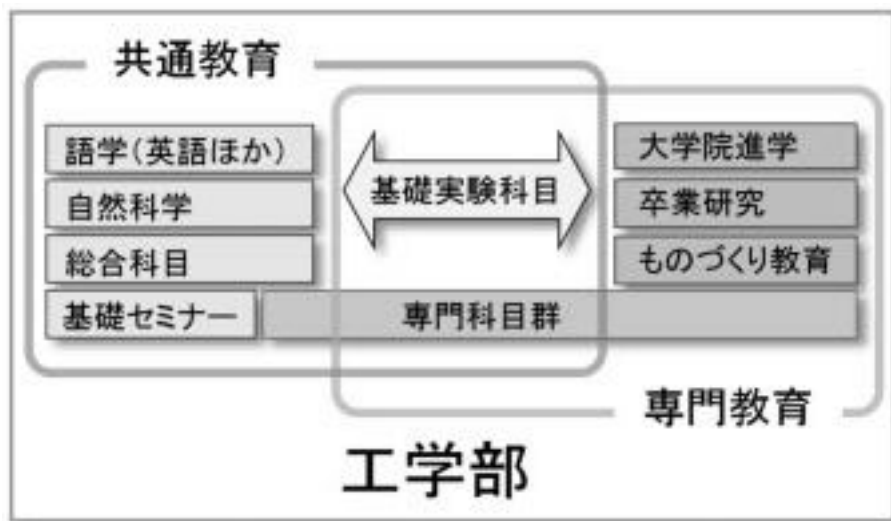 共通教育
語学(英語ほか)
自然科学
総合科目
基礎セミナー
基礎実験科目
専門科目群
大学院進学
卒業研究
ものづくり教育
専門教育
工学部